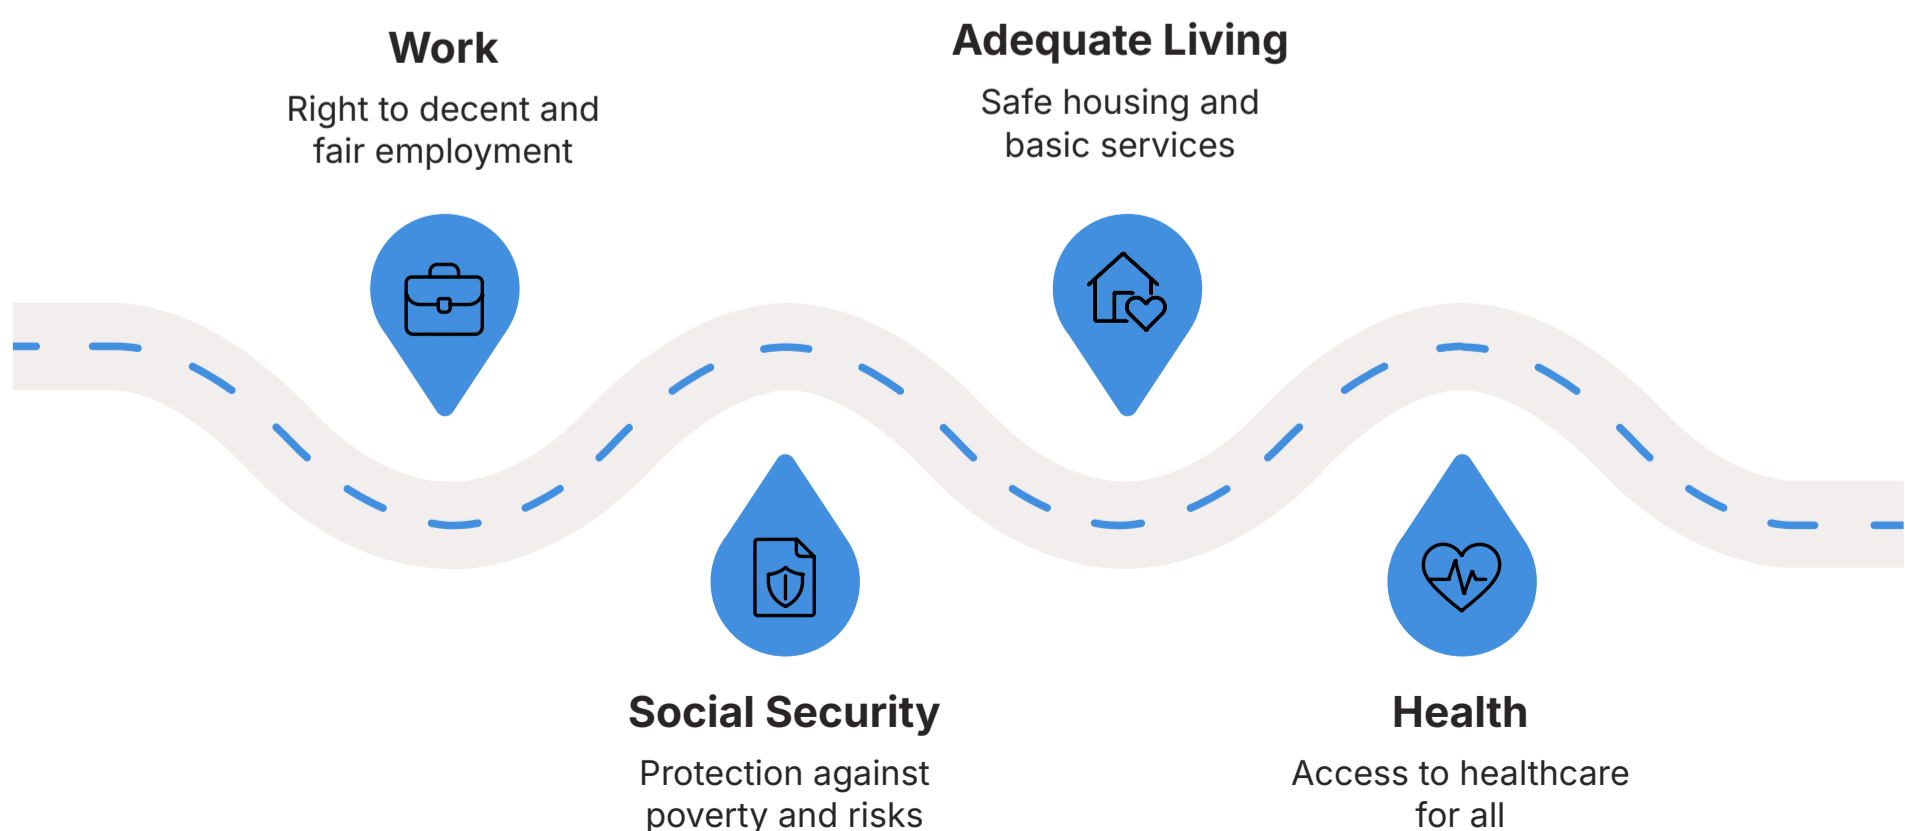 Work
Right to decent and
fair employment
Adequate Living
Safe housing and
basic services
Social Security
Protection against
poverty and risks
Health
Access to healthcare
for all